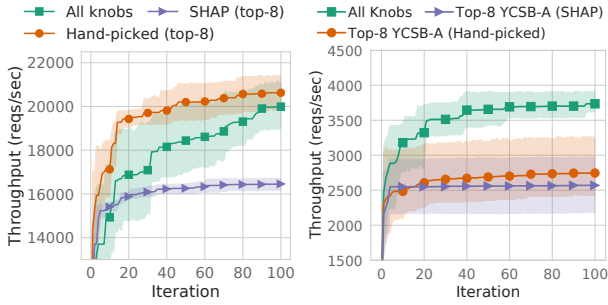 All knobs SHAP (top-8)
Hand-picked (top-8)
Throughput (reqs/sec)
22000
20000
18000
16000
14000
0 20 40 60 80 100
Iteration
All Knobs Top-8 YCSB-A (SHAP)
Top-8 YCSB-A (Hand-picked)
Throughput (reqs/sec)
4500
4000
3500
3000
2500
2000
1500
0 20 40 60 80 100
Iteration